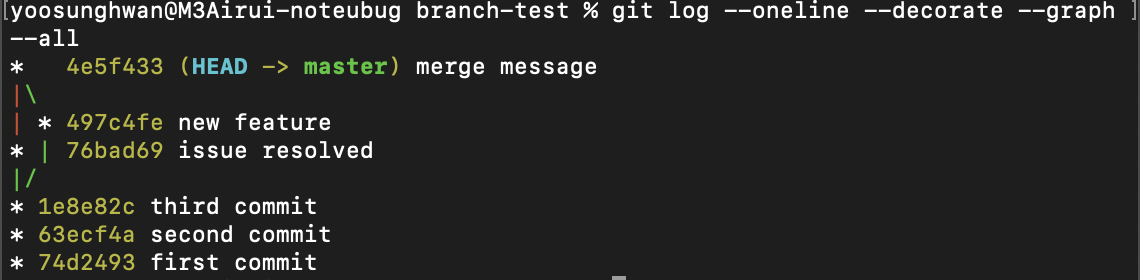 [yoosunghwan@M3Airui-noteubug branch-test % git log --oneline --decorate --graph ]
--all
*   4e5f433 (HEAD -> master) merge message
|\
| * 497c4fe new feature
* | 76bad69 issue resolved
|/
* 1e8e82c third commit
* 63ecf4a second commit
* 74d2493 first commit